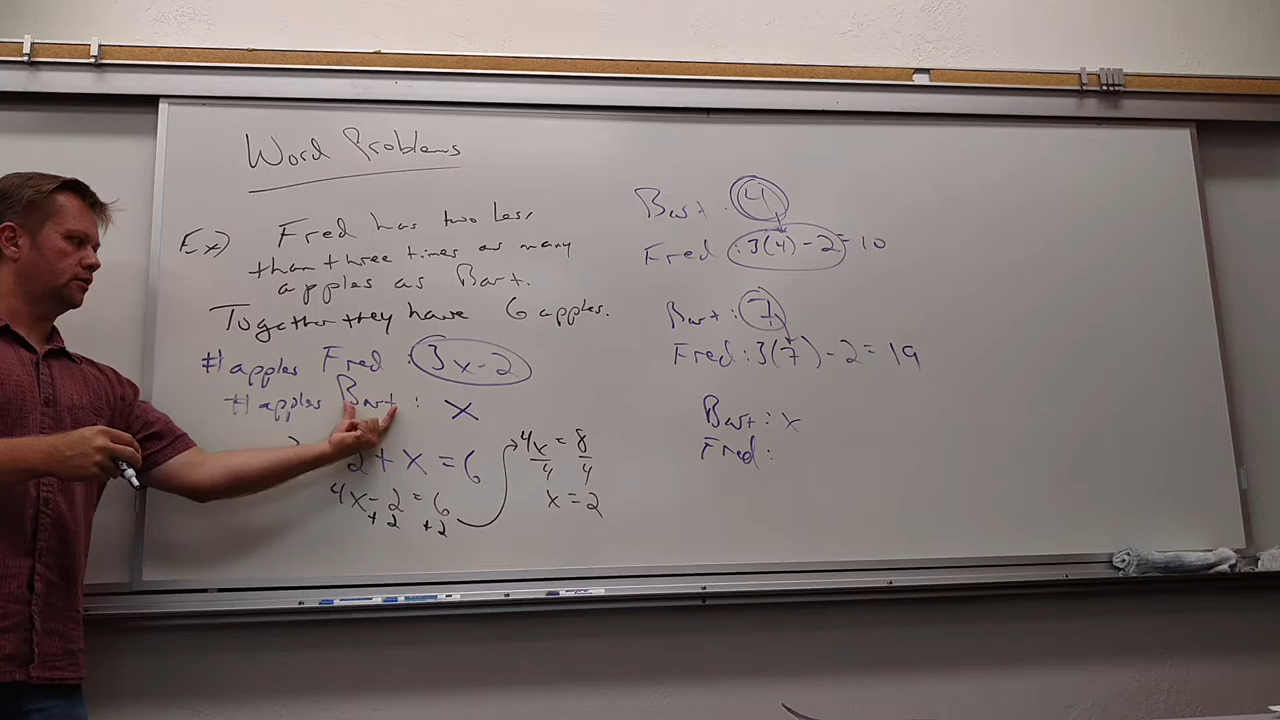 Word Problems
Ex) Fred has two less
than three times as many
apples as Bart.
Together they have 6 apples.
# apples Fred : 3x-2
# apples Bart : x
2 + x = 6
4x - 2 = 6
+2 +2
4x = 8
4 4
x = 2
Bart : 4
Fred : 3(4) - 2 = 10
Bart : 7
Fred : 3(7) - 2 = 19
Bart : x
Fred :